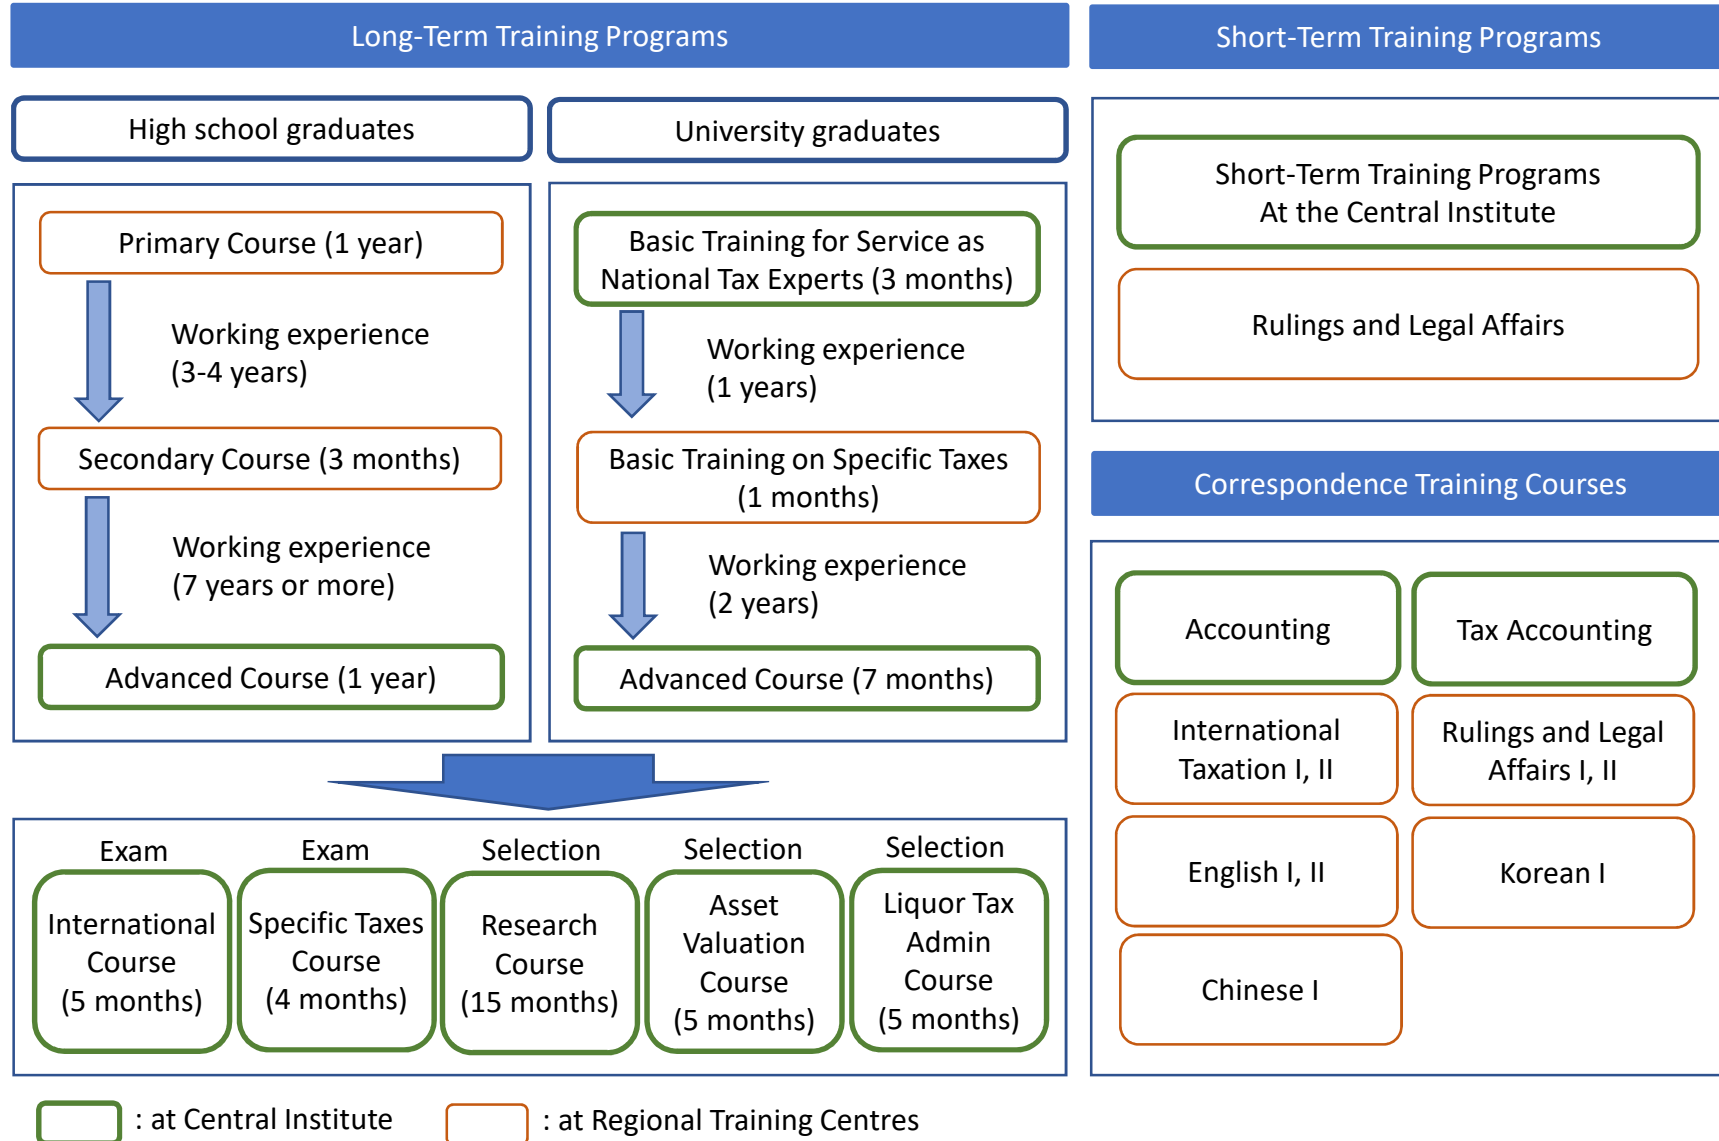 Long-Term Training Programs
High school graduates
University graduates
Primary Course (1 year)
Working experience
(3-4 years)
Secondary Course (3 months)
Working experience
(7 years or more)
Advanced Course (1 year)
Basic Training for Service as
National Tax Experts (3 months)
Working experience
(1 years)
Basic Training on Specific Taxes
(1 months)
Working experience
(2 years)
Advanced Course (7 months)
Exam
International
Course
(5 months)
Exam
Specific Taxes
Course
(4 months)
Selection
Research
Course
(15 months)
Selection
Asset
Valuation
Course
(5 months)
Selection
Liquor Tax
Admin
Course
(5 months)
Short-Term Training Programs
Short-Term Training Programs
At the Central Institute
Rulings and Legal Affairs
Correspondence Training Courses
Accounting
Tax Accounting
International
Taxation I, II
Rulings and Legal
Affairs I, II
English I, II
Korean I
Chinese I
: at Central Institute
: at Regional Training Centres